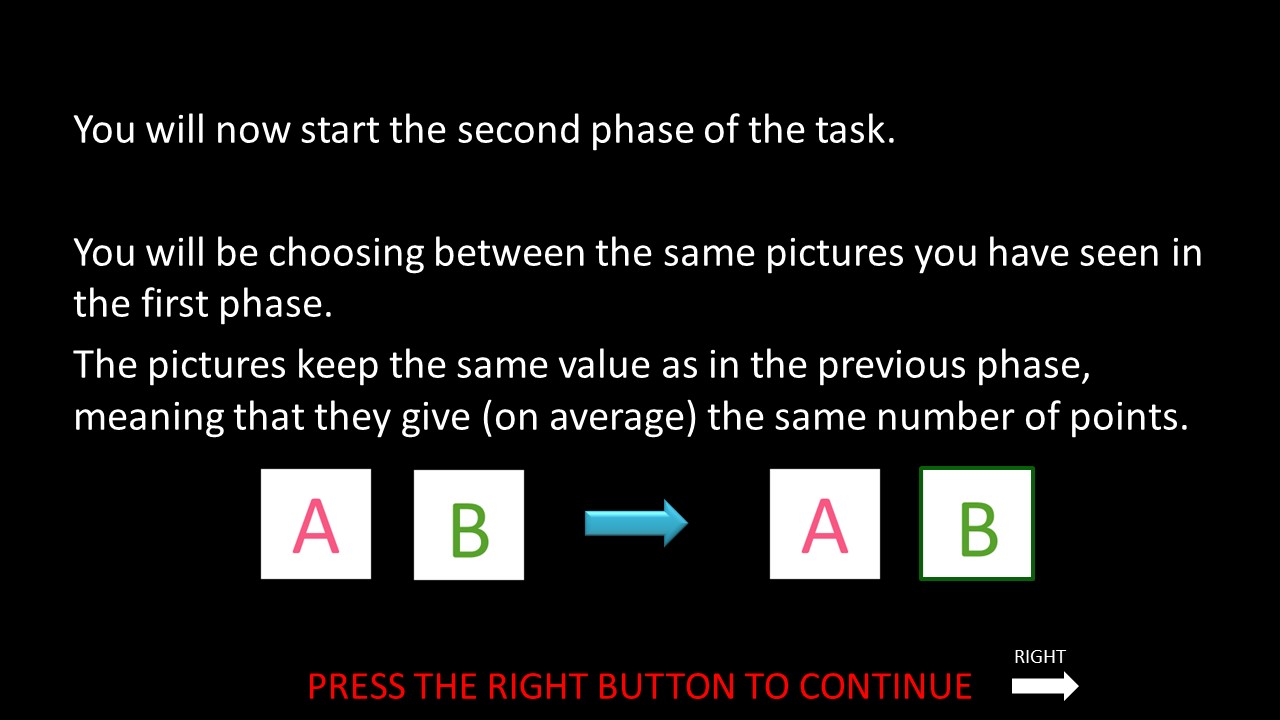 You will now start the second phase of the task.
You will be choosing between the same pictures you have seen in
the first phase.
The pictures keep the same value as in the previous phase,
meaning that they give (on average) the same number of points.
A B A B
RIGHT
PRESS THE RIGHT BUTTON TO CONTINUE